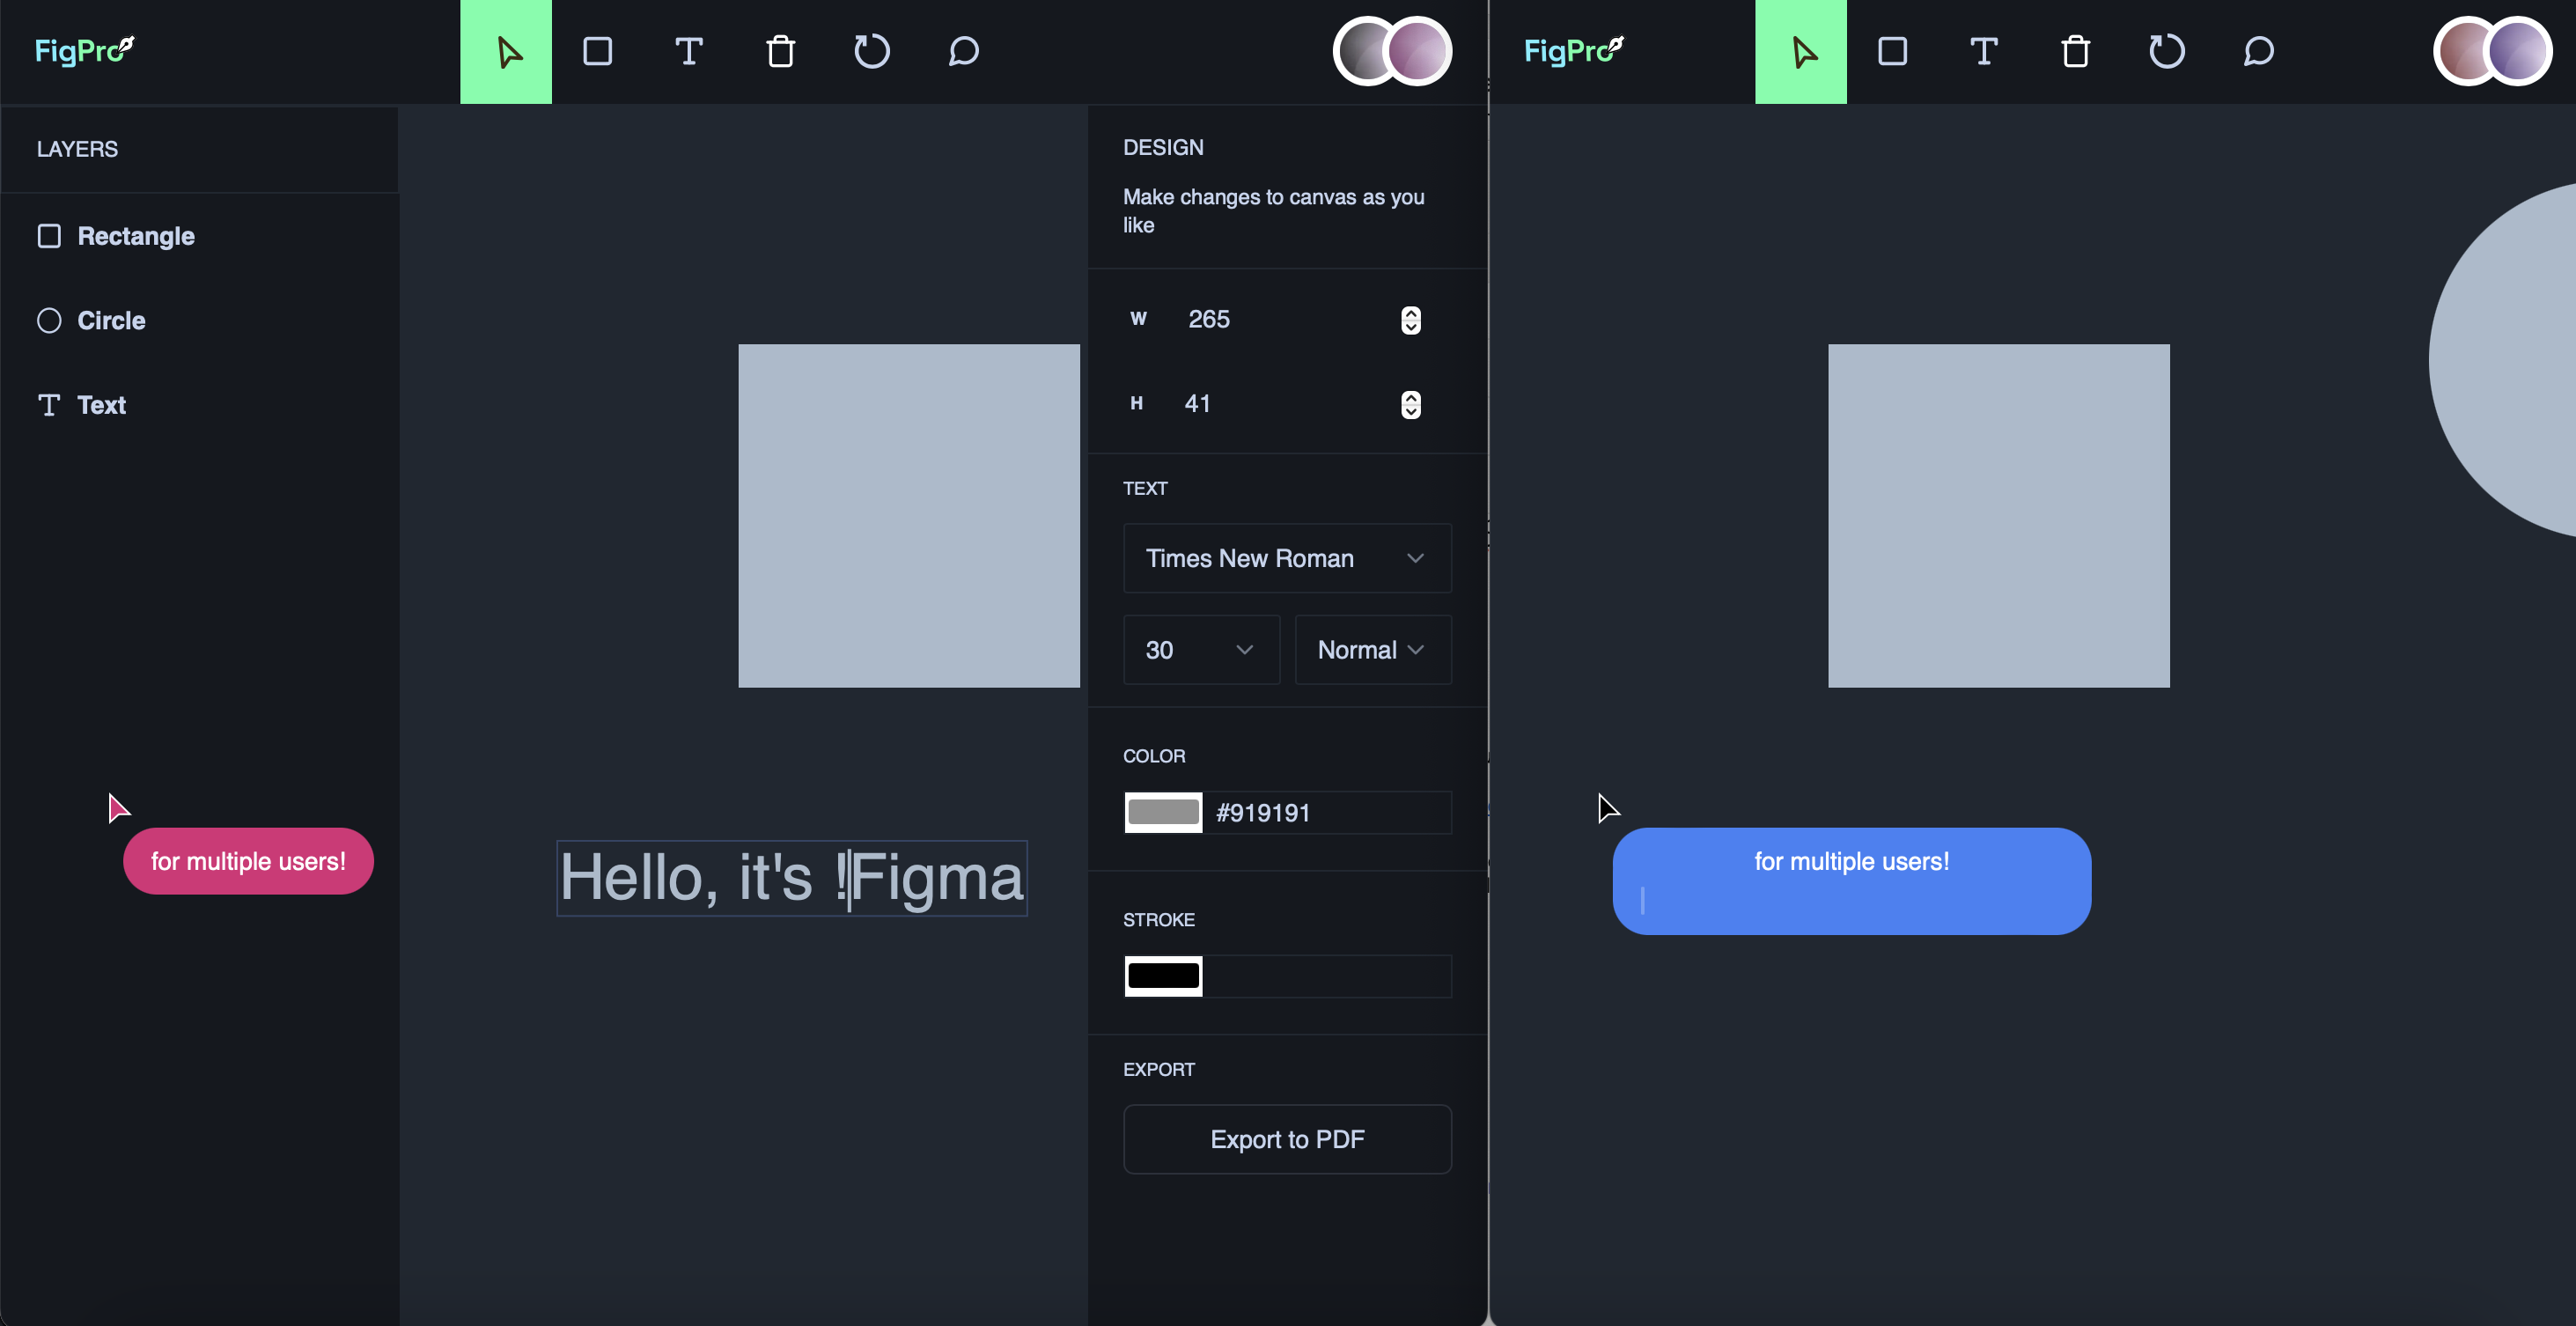 FigPro
LAYERS
Rectangle
Circle
Text
for multiple users!
Hello, it's !Figma
DESIGN
Make changes to canvas as you
like
W 265
H 41
TEXT
Times New Roman
30 Normal
COLOR
#919191
STROKE
EXPORT
Export to PDF
FigPro
for multiple users!